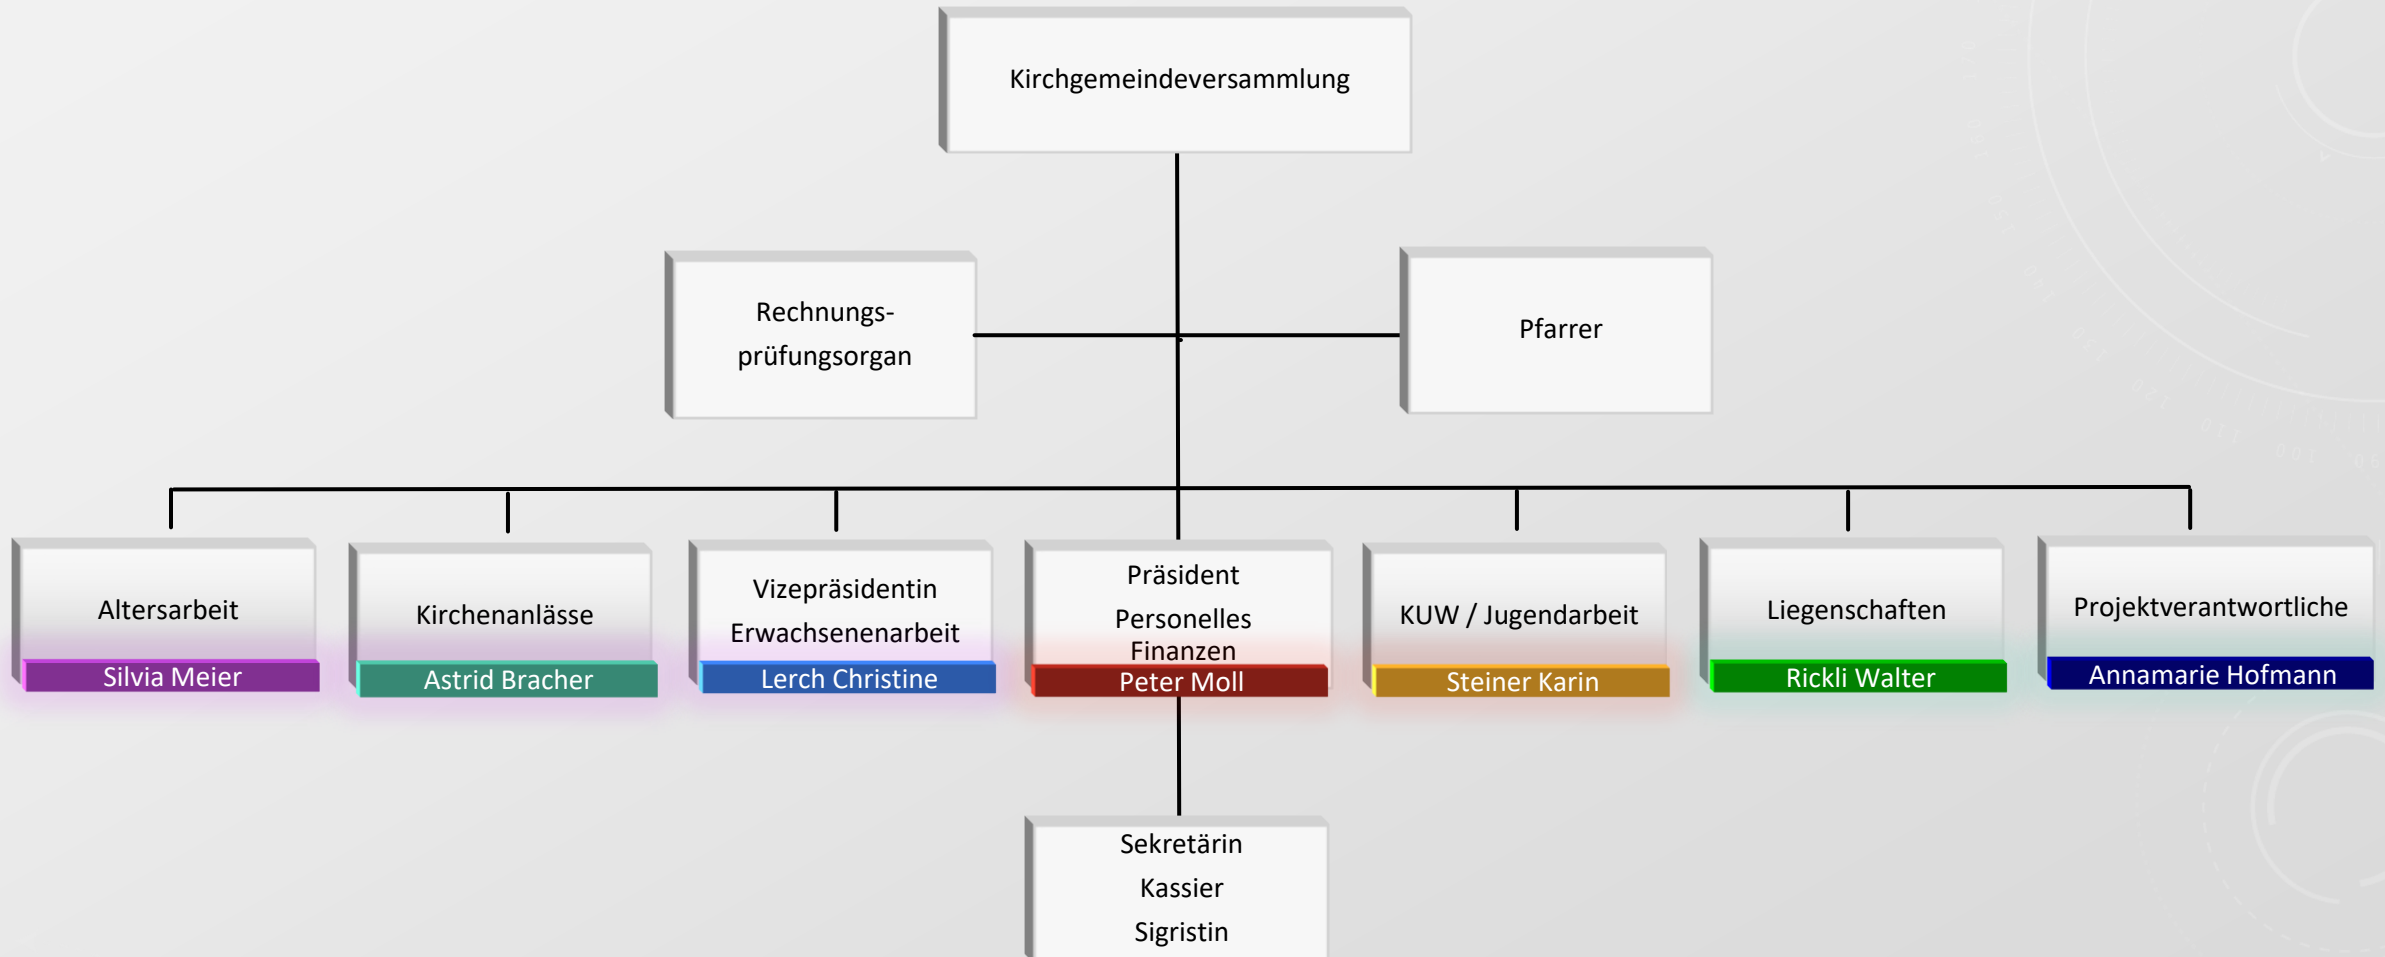 Kirchgemeindeversammlung
Rechnungs-
prüfungsorgan
Pfarrer
Altersarbeit
Silvia Meier
Kirchenanlässe
Astrid Bracher
Vizepräsidentin
Erwachsenenarbeit
Lerch Christine
Präsident
Personelles
Finanzen
Peter Moll
KUW / Jugendarbeit
Steiner Karin
Liegenschaften
Rickli Walter
Projektverantwortliche
Annamarie Hofmann
Sekretärin
Kassier
Sigristin